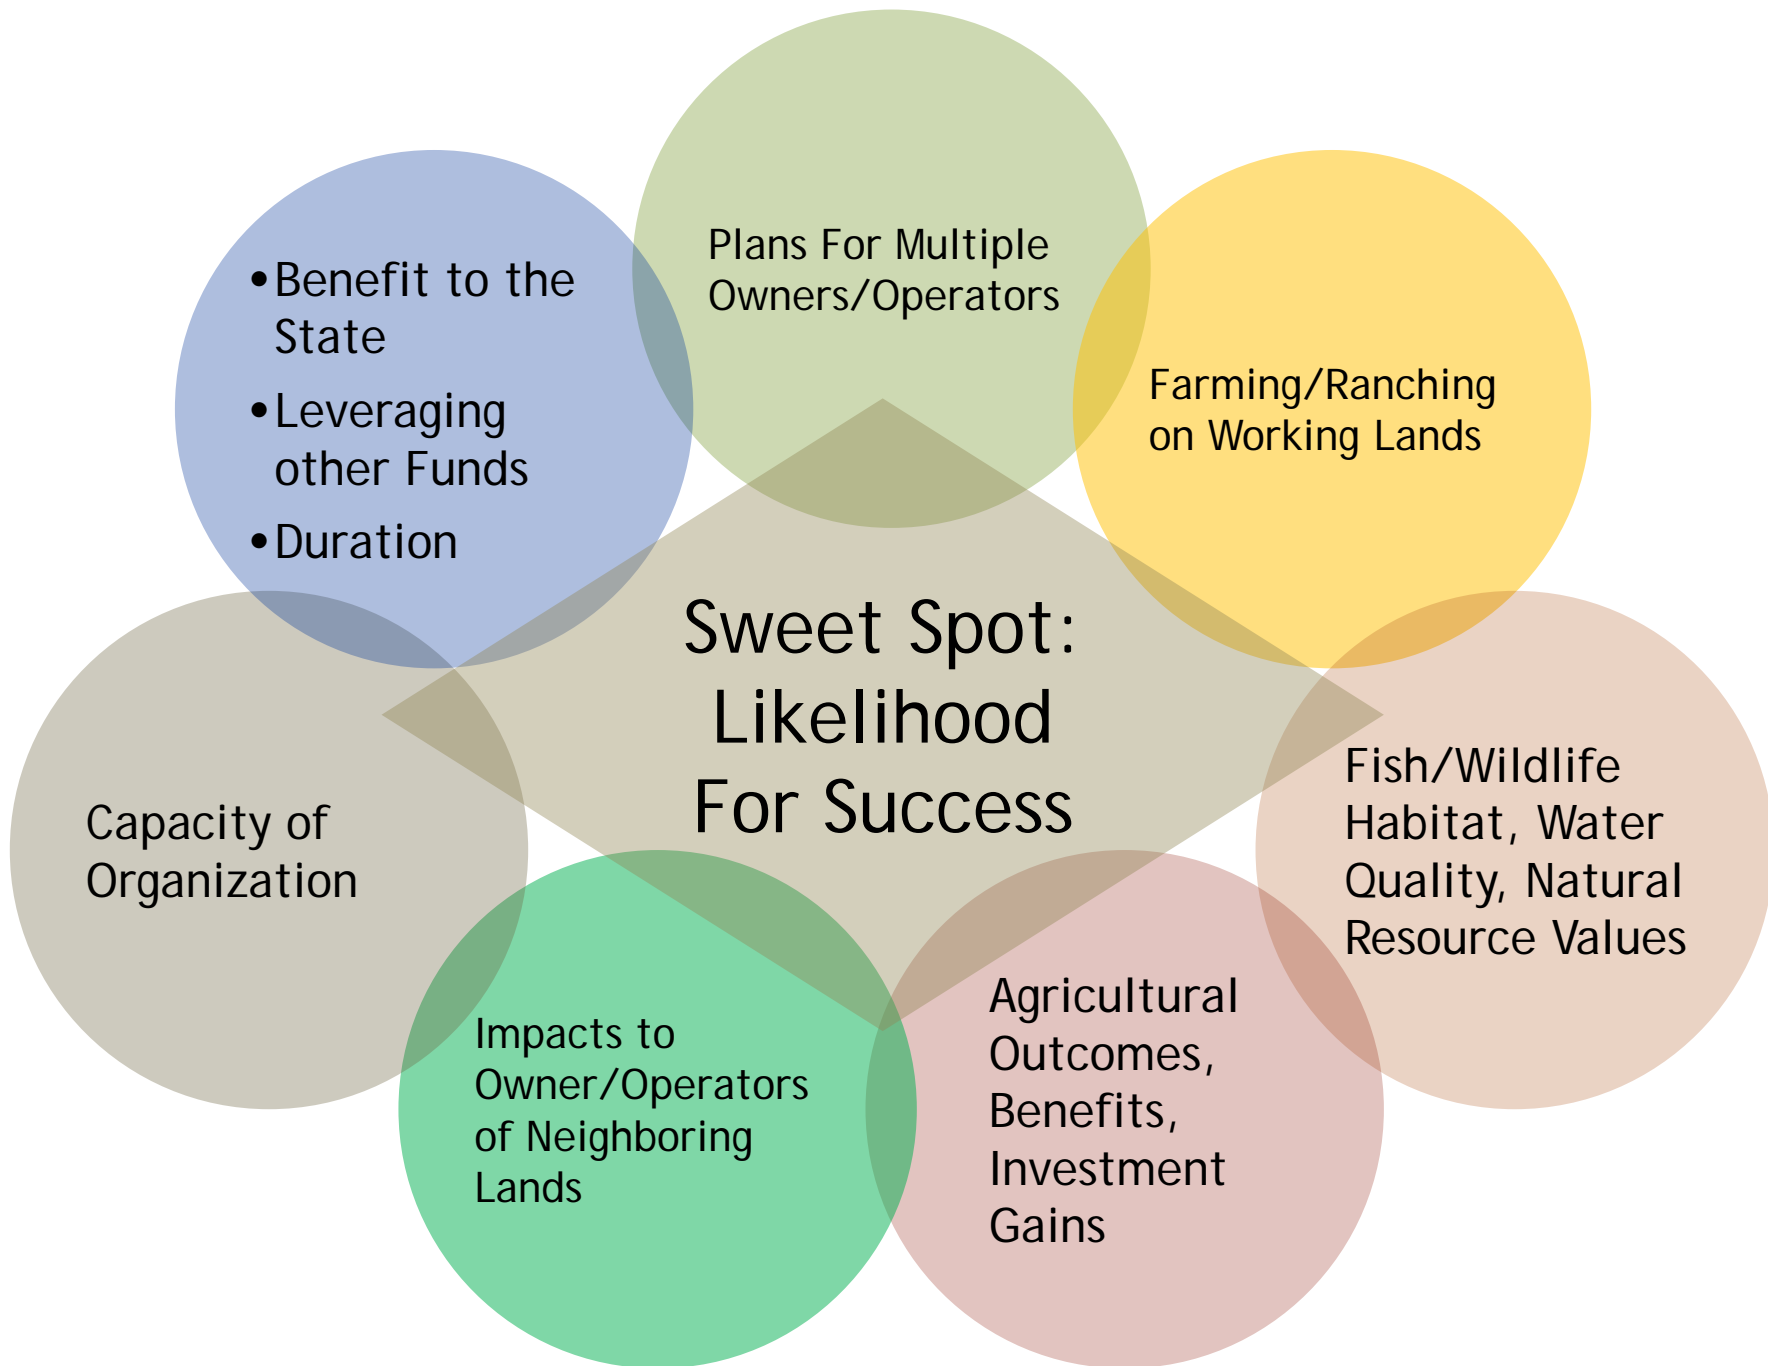 Plans For Multiple
Owners/Operators
•Benefit to the
State
•Leveraging
other Funds
•Duration
Farming/Ranching
on Working Lands
Sweet Spot:
Likelihood
For Success
Fish/Wildlife
Habitat, Water
Quality, Natural
Resource Values
Capacity of
Organization
Agricultural
Outcomes,
Benefits,
Investment
Gains
Impacts to
Owner/Operators
of Neighboring
Lands